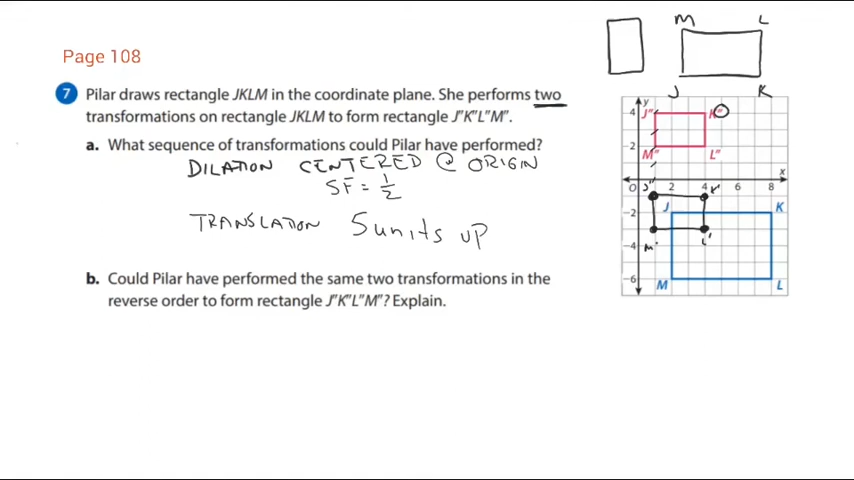 Page 108
M L
J K
7 Pilar draws rectangle JKLM in the coordinate plane. She performs two
transformations on rectangle JKLM to form rectangle J″K″L″M″.
a. What sequence of transformations could Pilar have performed?
DILATION CENTERED @ ORIGIN
SF = 1/2
TRANSLATION 5 units up
b. Could Pilar have performed the same two transformations in the
reverse order to form rectangle J″K″L″M″? Explain.
y
4 J″ K″
2 M″ L″
x
O J' 2 4 K' 6 8
-2 J K
-4 M' L'
-6 M L